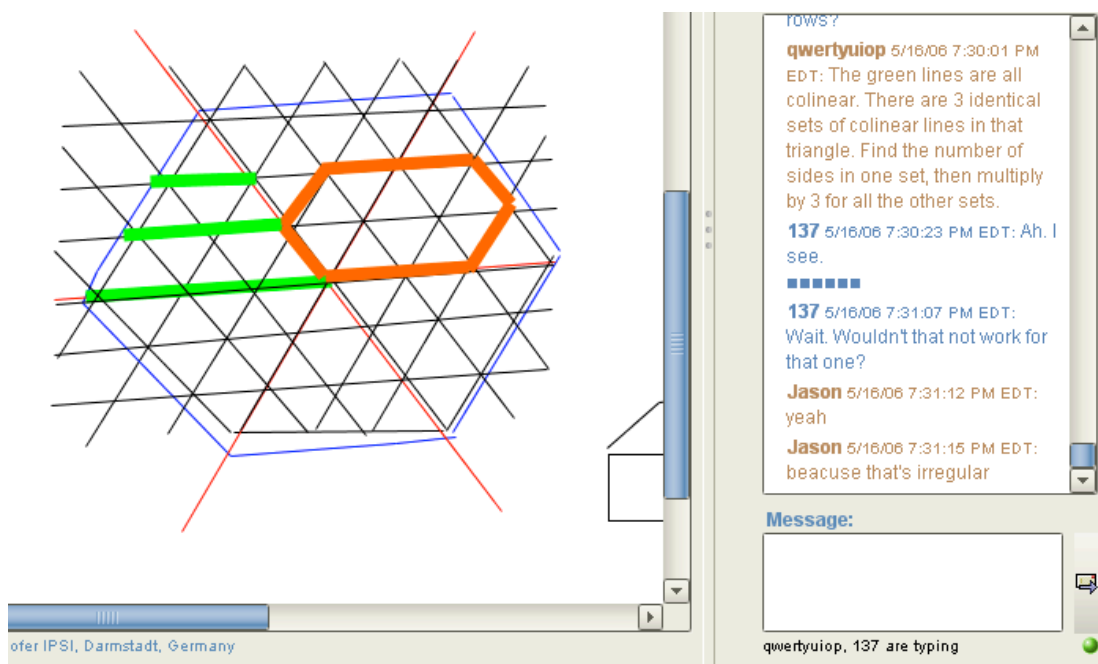 rows?
qwertyuiop 5/16/06 7:30:01 PM
EDT: The green lines are all
colinear. There are 3 identical
sets of colinear lines in that
triangle. Find the number of
sides in one set, then multiply
by 3 for all the other sets.
137 5/16/06 7:30:23 PM EDT: Ah. I
see.
137 5/16/06 7:31:07 PM EDT:
Wait. Wouldn't that not work for
that one?
Jason 5/16/06 7:31:12 PM EDT:
yeah
Jason 5/16/06 7:31:15 PM EDT:
beacuse that's irregular
Message:
ofer IPSI, Darmstadt, Germany
qwertyuiop, 137 are typing